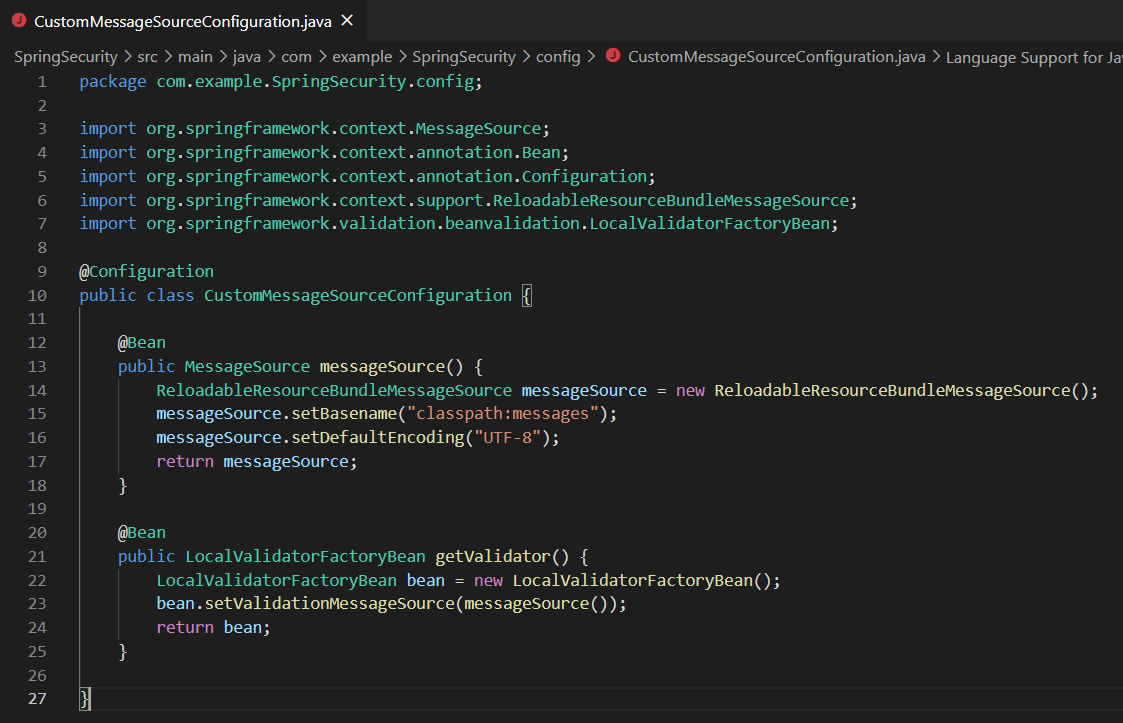 J CustomMessageSourceConfiguration.java ×
SpringSecurity > src > main > java > com > example > SpringSecurity > config > J CustomMessageSourceConfiguration.java > Language Support for
1 package com.example.SpringSecurity.config;
2
3 import org.springframework.context.MessageSource;
4 import org.springframework.context.annotation.Bean;
5 import org.springframework.context.annotation.Configuration;
6 import org.springframework.context.support.ReloadableResourceBundleMessageSource;
7 import org.springframework.validation.beanvalidation.LocalValidatorFactoryBean;
8
9 @Configuration
10 public class CustomMessageSourceConfiguration {
11
12     @Bean
13     public MessageSource messageSource() {
14         ReloadableResourceBundleMessageSource messageSource = new ReloadableResourceBundleMessageSource();
15         messageSource.setBasename("classpath:messages");
16         messageSource.setDefaultEncoding("UTF-8");
17         return messageSource;
18     }
19
20     @Bean
21     public LocalValidatorFactoryBean getValidator() {
22         LocalValidatorFactoryBean bean = new LocalValidatorFactoryBean();
23         bean.setValidationMessageSource(messageSource());
24         return bean;
25     }
26
27 }